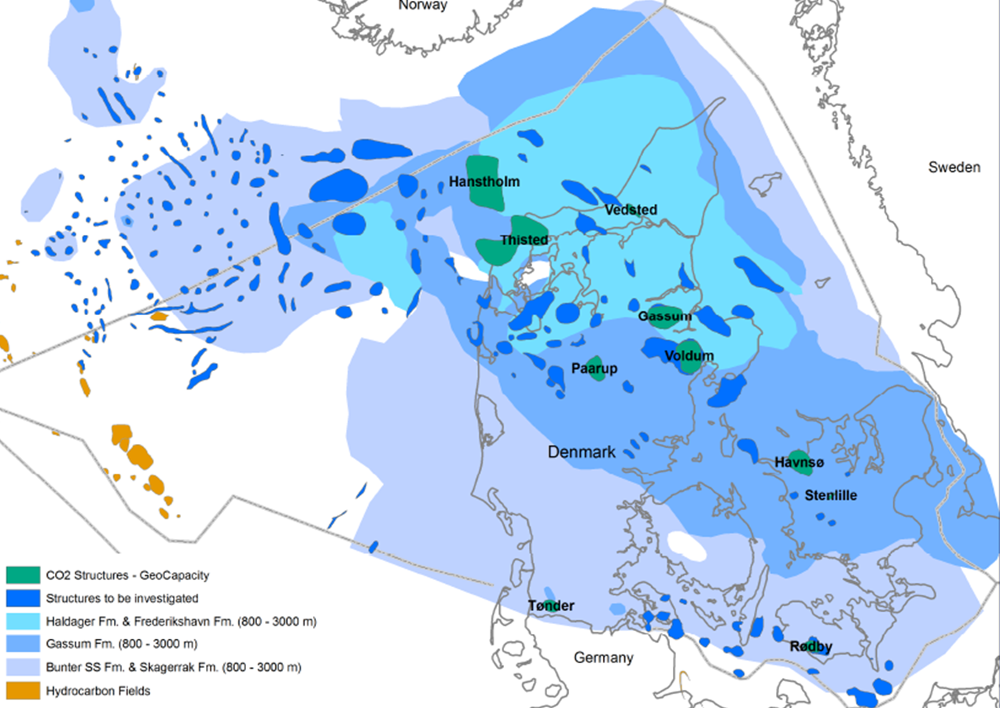 Norway
Sweden
Hanstholm
Vedsted
Thisted
Gassum
Voldum
Paarup
Denmark
Havnsø
Stenlille
Tønder
Rødby
Germany
CO2 Structures - GeoCapacity
Structures to be investigated
Haldager Fm. & Frederikshavn Fm. (800 - 3000 m)
Gassum Fm. (800 - 3000 m)
Bunter SS Fm. & Skagerrak Fm. (800 - 3000 m)
Hydrocarbon Fields